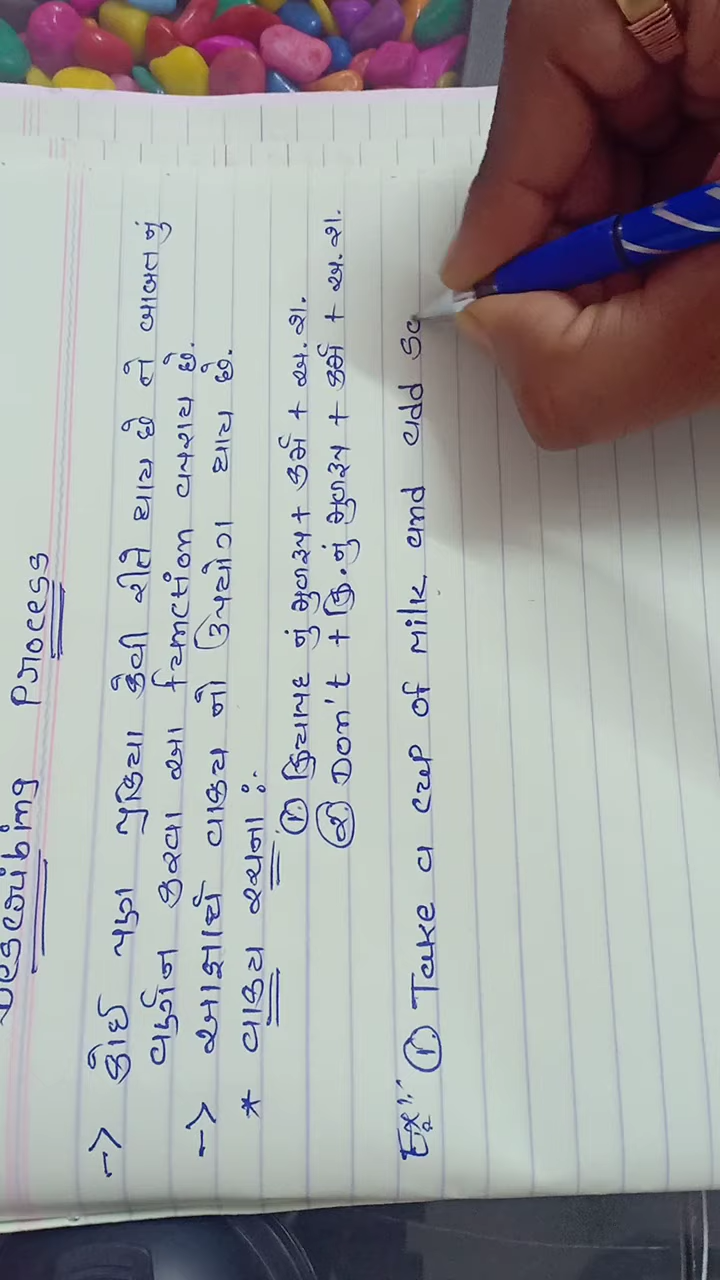 Describing Process
-> કોઈ પણ પ્રક્રિયા કેવી રીતે થાય છે તે બાબત નું
વર્ણન કરવા આ Function વપરાય છે.
-> આજ્ઞાર્થ વાક્ય નો ઉપયોગ થાય છે.
* વાક્ય રચના :
① ક્રિયાપદ નું મુળરૂપ + કર્મ + અ. શ.
② Don't + ક્રિ. નું મુળરૂપ + કર્મ + અ. શ.
Ex:- ① Take a cup of Milk and add